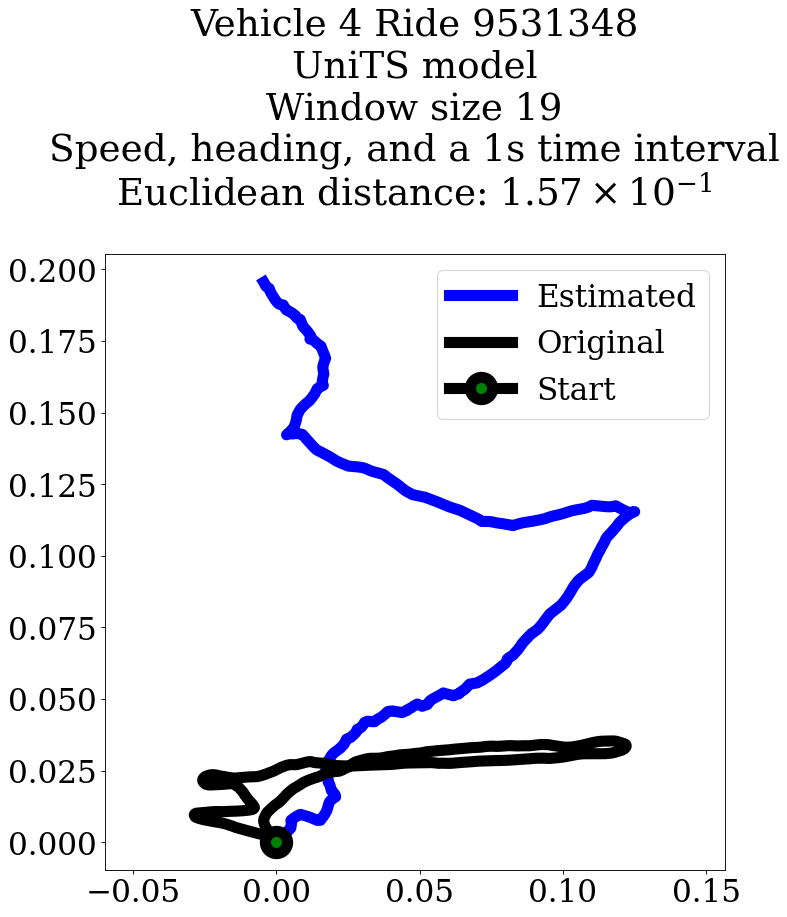 Vehicle 4 Ride 9531348
UniTS model
Window size 19
Speed, heading, and a 1s time interval
Euclidean distance: 1.57 × 10⁻¹
0.200
0.175
0.150
0.125
0.100
0.075
0.050
0.025
0.000
Estimated
Original
Start
−0.05
0.00
0.05
0.10
0.15